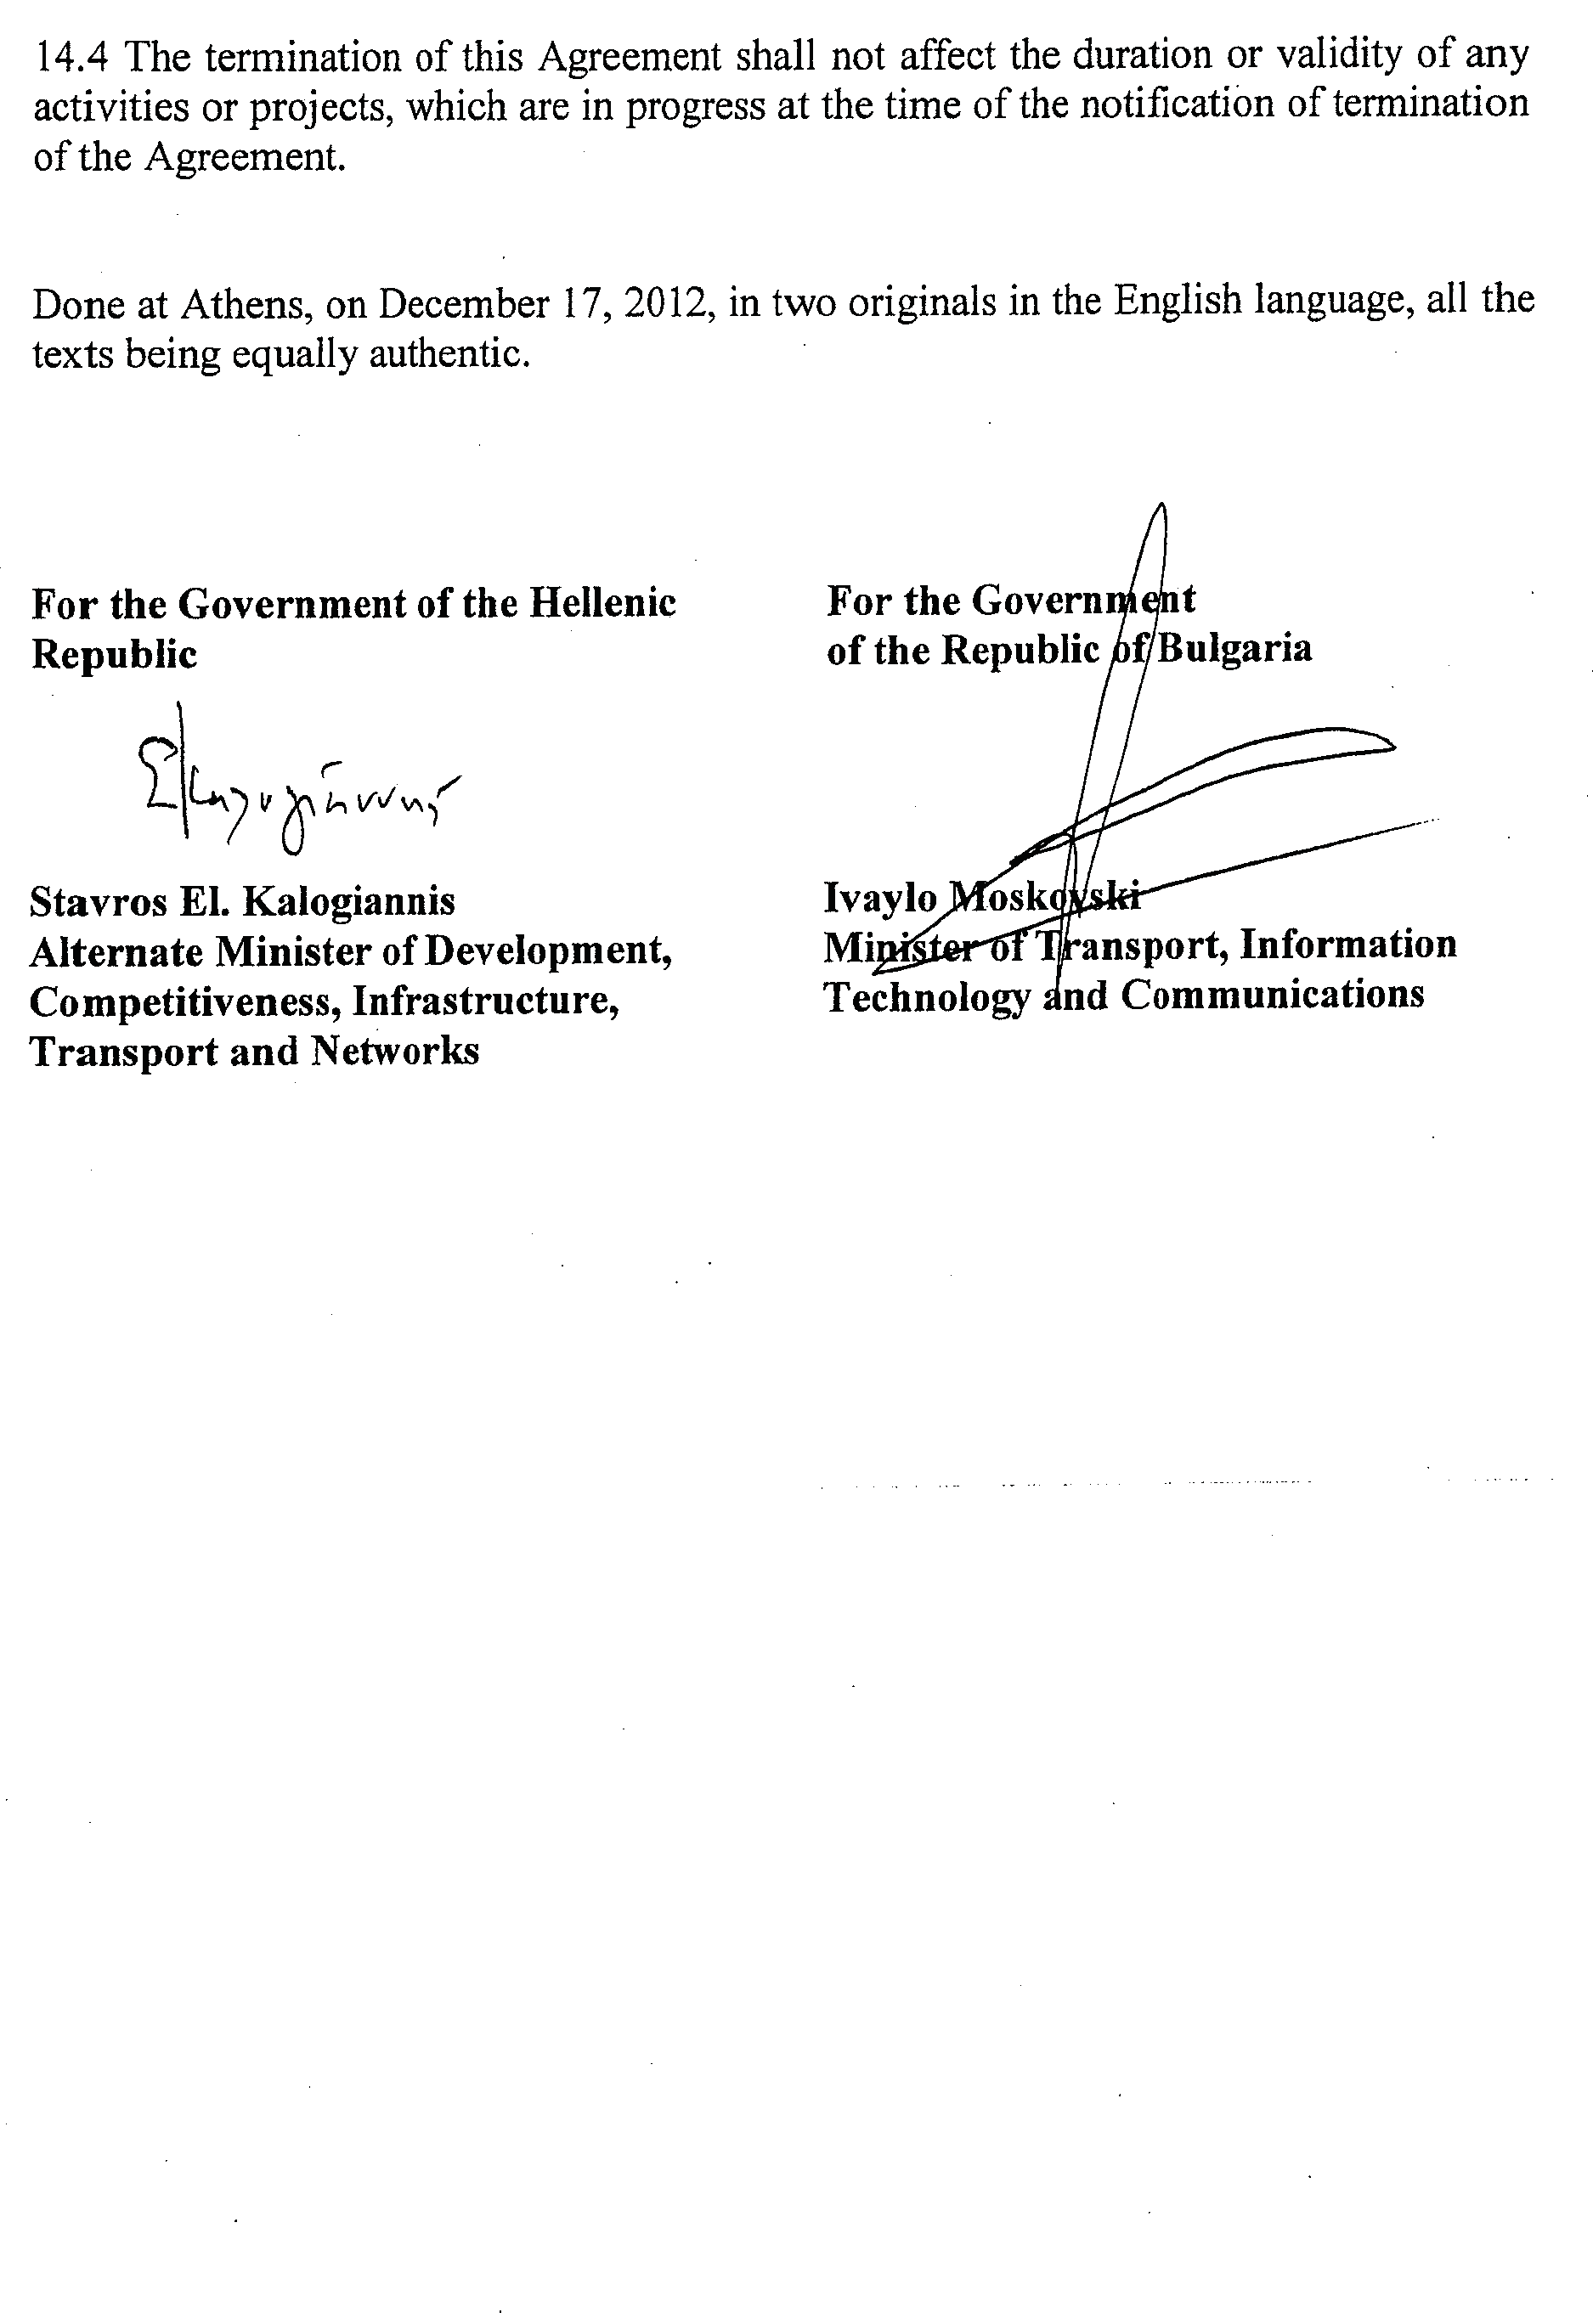 14.4 The termination of this Agreement shall not affect the duration or validity of any
activities or projects, which are in progress at the time of the notification of termination
of the Agreement.
Done at Athens, on December 17, 2012, in two originals in the English language, all the
texts being equally authentic.
For the Government of the Hellenic
Republic
Stavros El. Kalogiannis
Alternate Minister of Development,
Competitiveness, Infrastructure,
Transport and Networks
For the Government
of the Republic of Bulgaria
Ivaylo Moskovski
Minister of Transport, Information
Technology and Communications